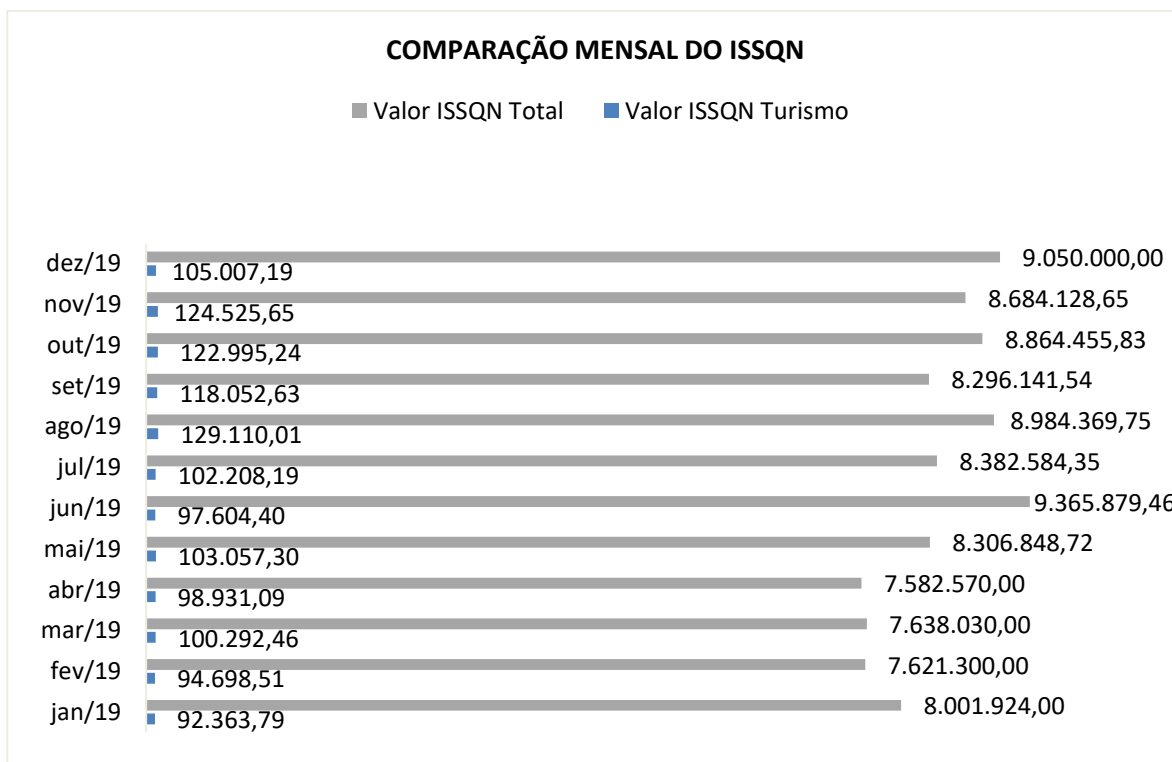 COMPARAÇÃO MENSAL DO ISSQN
Valor ISSQN Total Valor ISSQN Turismo
dez/19 9.050.000,00
105.007,19
nov/19 8.684.128,65
124.525,65
out/19 8.864.455,83
122.995,24
set/19 8.296.141,54
118.052,63
ago/19 8.984.369,75
129.110,01
jul/19 8.382.584,35
102.208,19
jun/19 9.365.879,46
97.604,40
mai/19 8.306.848,72
103.057,30
abr/19 7.582.570,00
98.931,09
mar/19 7.638.030,00
100.292,46
fev/19 7.621.300,00
94.698,51
jan/19 8.001.924,00
92.363,79